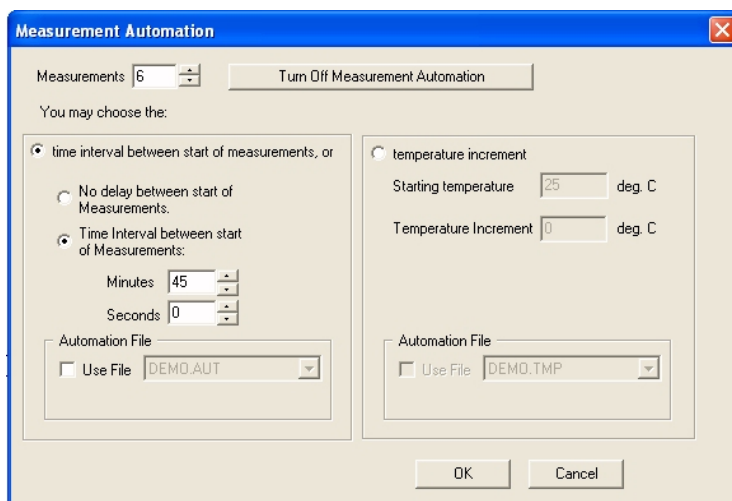 Measurement Automation
Measurements 6 Turn Off Measurement Automation
You may choose the:
time interval between start of measurements, or
No delay between start of
Measurements.
Time Interval between start
of Measurements:
Minutes 45
Seconds 0
Automation File
Use File DEMO.AUT
temperature increment
Starting temperature 25 deg. C
Temperature Increment 0 deg. C
Automation File
Use File DEMO.TMP
OK Cancel